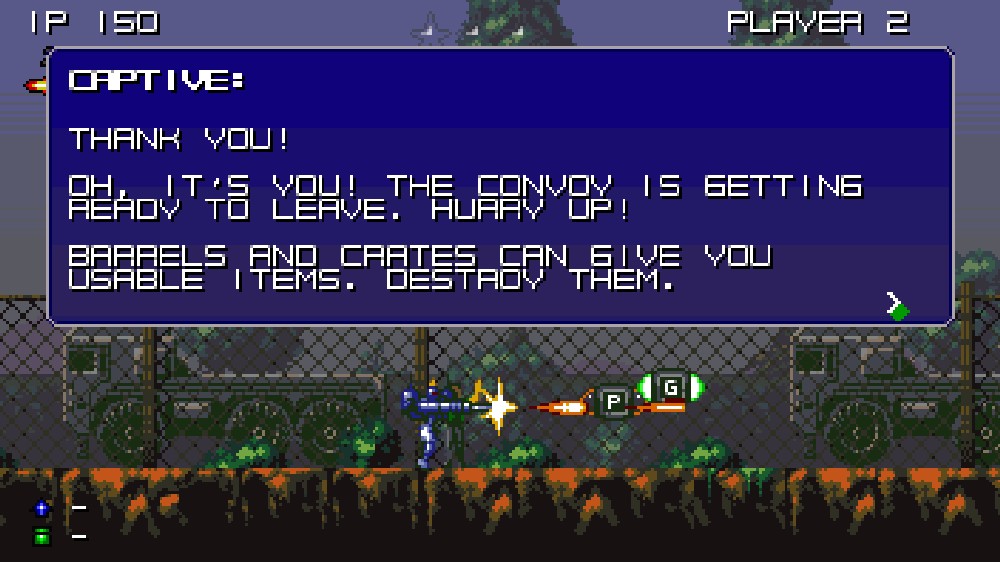 1P 150
PLAYER 2
CAPTIVE:
THANK YOU!
OH, IT'S YOU! THE CONVOY IS GETTING
READY TO LEAVE. HURRY UP!
BARRELS AND CRATES CAN GIVE YOU
USABLE ITEMS. DESTROY THEM.
P
G